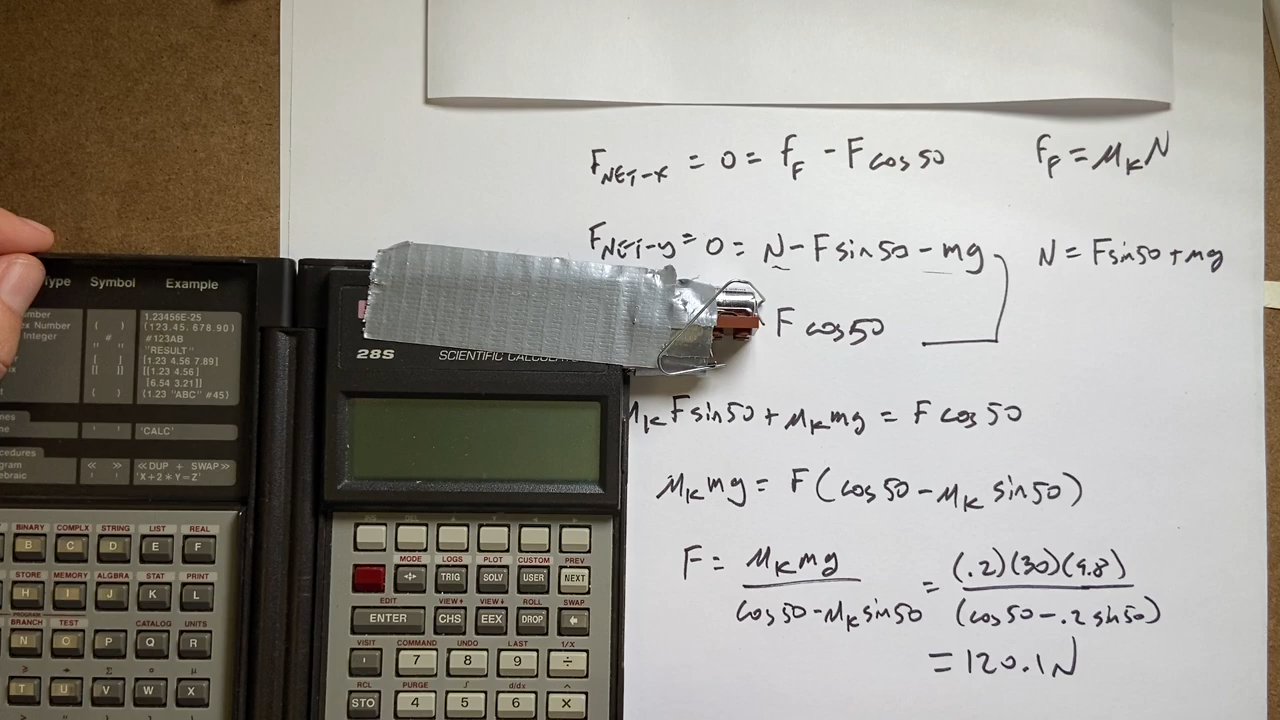 F_NET-x = 0 = f_F - F cos 50
f_F = μ_K N
F_NET-y = 0 = N - F sin 50 - mg
N = F sin 50 + mg
F cos 50
μ_K F sin 50 + μ_K mg = F cos 50
μ_K mg = F (cos 50 - μ_K sin 50)
F = μ_K mg / cos 50 - μ_K sin 50 = (.2)(30)(9.8) / (cos 50 - .2 sin 50)
= 120.1 N
Type Symbol Example
1.23456E-25
( ) (123.45, 678.90)
Integer # #123AB
" " "RESULT"
[ ] [1.23 4.56 7.89]
[[ ]] [[1.23 4.56]
[6.54 3.21]]
{ } {1.23 "ABC" #45}
' ' 'CALC'
« » «DUP + SWAP»
' ' 'X+2*Y=Z'
28S SCIENTIFIC
BINARY COMPLX STRING LIST REAL
B C D E F
STORE MEMORY ALGEBRA STAT PRINT
H I J K L
BRANCH TEST CATALOG UNITS
N O P Q R
T U V W X
MODE LOGS PLOT CUSTOM PREV
TRIG SOLV USER NEXT
EDIT VIEW▲ VIEW▼ ROLL SWAP
ENTER CHS EEX DROP
VISIT COMMAND UNDO LAST 1/X
' 7 8 9 ÷
RCL PURGE ∫ d/dx ^
STO 4 5 6 ×